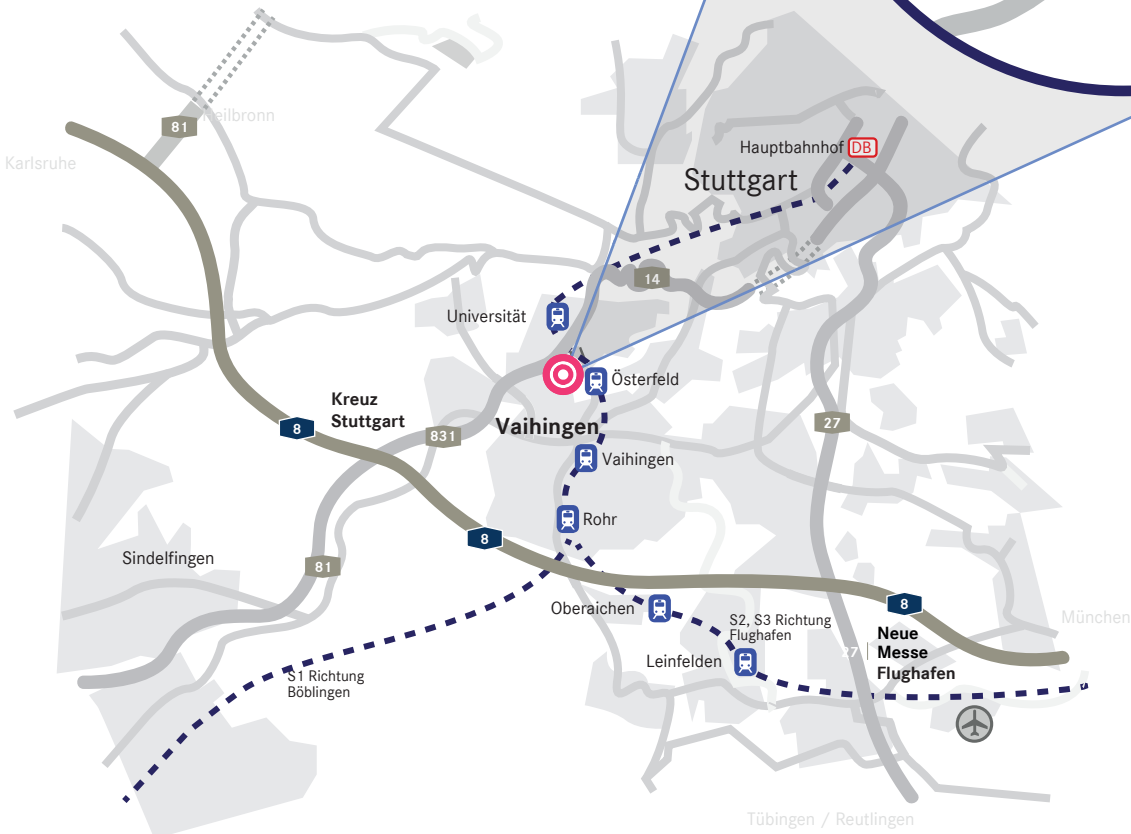 81
Heilbronn
Karlsruhe
Hauptbahnhof DB
Stuttgart
14
Universität
Österfeld
Kreuz
Stuttgart
8
831
27
Vaihingen
Vaihingen
Rohr
8
Sindelfingen
81
Oberaichen
8
S2, S3 Richtung
Flughafen
München
Neue
Messe
Flughafen
27
Leinfelden
S1 Richtung
Böblingen
Tübingen / Reutlingen